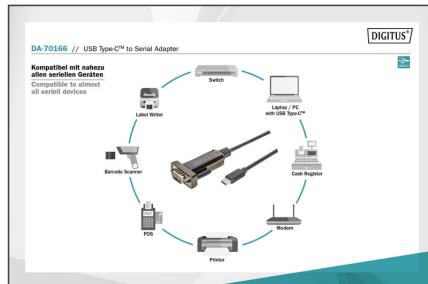 DIGITUS®
DA-70166 // USB Type-C™ to Serial Adapter
Kompatibel mit nahezu
allen seriellen Geräten
Compatible to almost
all seriell devices
Switch
Label Writer
Laptop / PC
with USB Type-C™
Barcode Scanner
Cash Register
POS
Modem
Printer